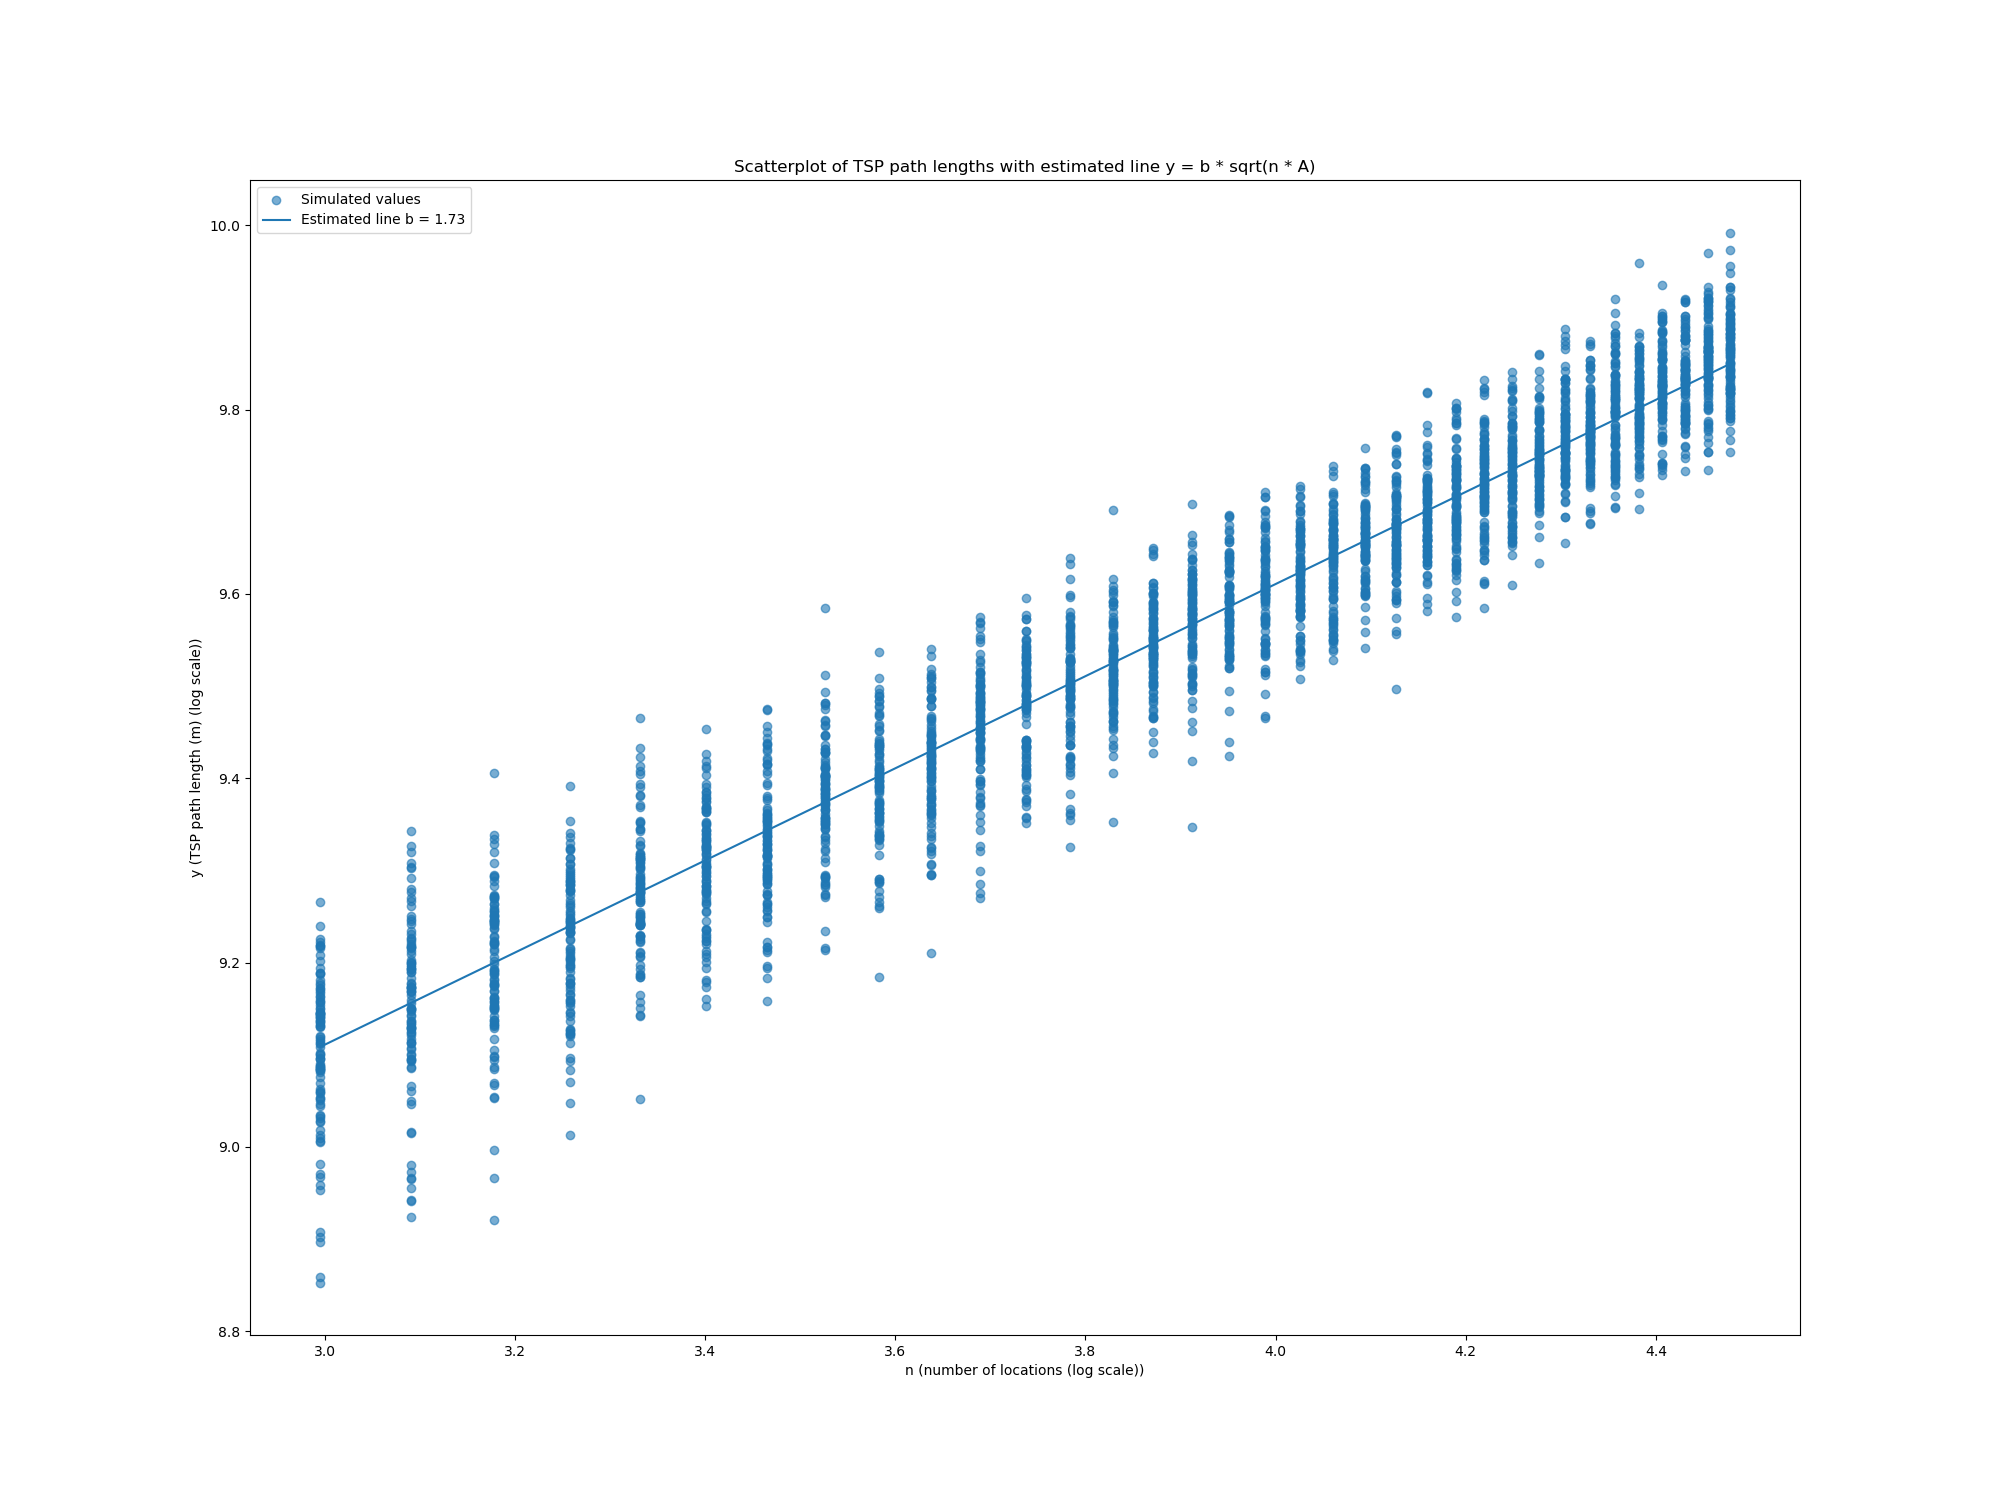 Scatterplot of TSP path lengths with estimated line y = b * sqrt(n * A)
Simulated values
Estimated line b = 1.73
10.0
9.8
9.6
9.4
9.2
9.0
8.8
y (TSP path length (m) (log scale))
3.0 3.2 3.4 3.6 3.8 4.0 4.2 4.4
n (number of locations (log scale))